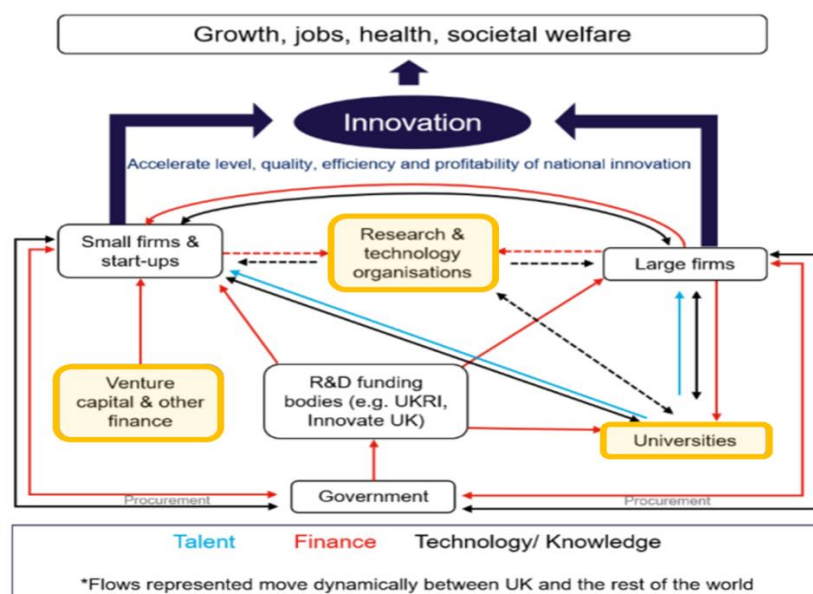 Growth, jobs, health, societal welfare
Innovation
Accelerate level, quality, efficiency and profitability of national innovation
Small firms &
start-ups
Research &
technology
organisations
Large firms
Venture
capital & other
finance
R&D funding
bodies (e.g. UKRI,
Innovate UK)
Universities
Procurement
Government
Procurement
Talent Finance Technology/ Knowledge
*Flows represented move dynamically between UK and the rest of the world